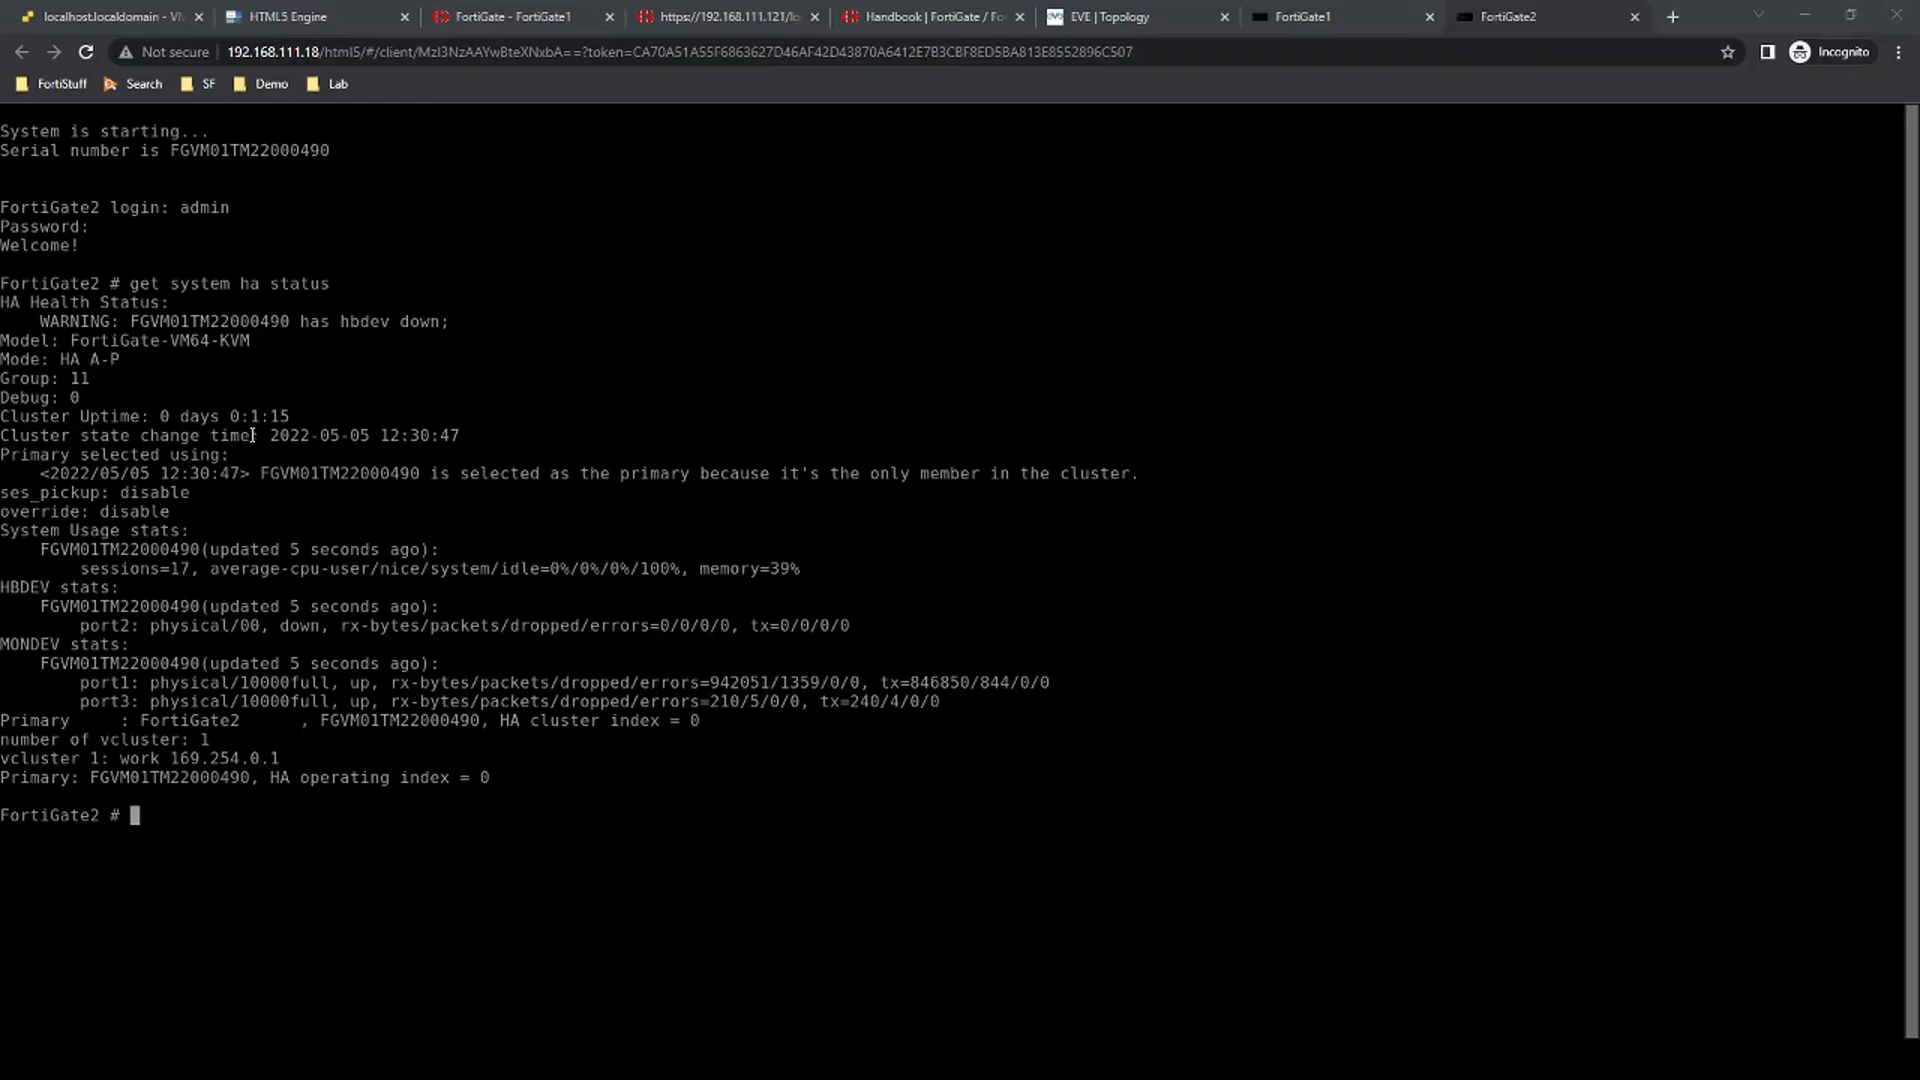 localhost.localdomain - VM
HTML5 Engine
FortiGate - FortiGate1
https://192.168.111.121/lo
Handbook | FortiGate / Fo
EVE | Topology
FortiGate1
FortiGate2
Not secure
192.168.111.18/html5/#/client/MzI3NzAAYwBteXNxbA==?token=CA70A51A55F6863627D46AF42D43870A6412E7B3CBF8ED5BA813E8552896C507
Incognito
FortiStuff
Search
SF
Demo
Lab
System is starting...
Serial number is FGVM01TM22000490
FortiGate2 login: admin
Password:
Welcome!
FortiGate2 # get system ha status
HA Health Status:
WARNING: FGVM01TM22000490 has hbdev down;
Model: FortiGate-VM64-KVM
Mode: HA A-P
Group: 11
Debug: 0
Cluster Uptime: 0 days 0:1:15
Cluster state change time: 2022-05-05 12:30:47
Primary selected using:
<2022/05/05 12:30:47> FGVM01TM22000490 is selected as the primary because it's the only member in the cluster.
ses_pickup: disable
override: disable
System Usage stats:
FGVM01TM22000490(updated 5 seconds ago):
sessions=17, average-cpu-user/nice/system/idle=0%/0%/0%/100%, memory=39%
HBDEV stats:
FGVM01TM22000490(updated 5 seconds ago):
port2: physical/00, down, rx-bytes/packets/dropped/errors=0/0/0/0, tx=0/0/0/0
MONDEV stats:
FGVM01TM22000490(updated 5 seconds ago):
port1: physical/10000full, up, rx-bytes/packets/dropped/errors=942051/1359/0/0, tx=846850/844/0/0
port3: physical/10000full, up, rx-bytes/packets/dropped/errors=210/5/0/0, tx=240/4/0/0
Primary : FortiGate2 , FGVM01TM22000490, HA cluster index = 0
number of vcluster: 1
vcluster 1: work 169.254.0.1
Primary: FGVM01TM22000490, HA operating index = 0
FortiGate2 #